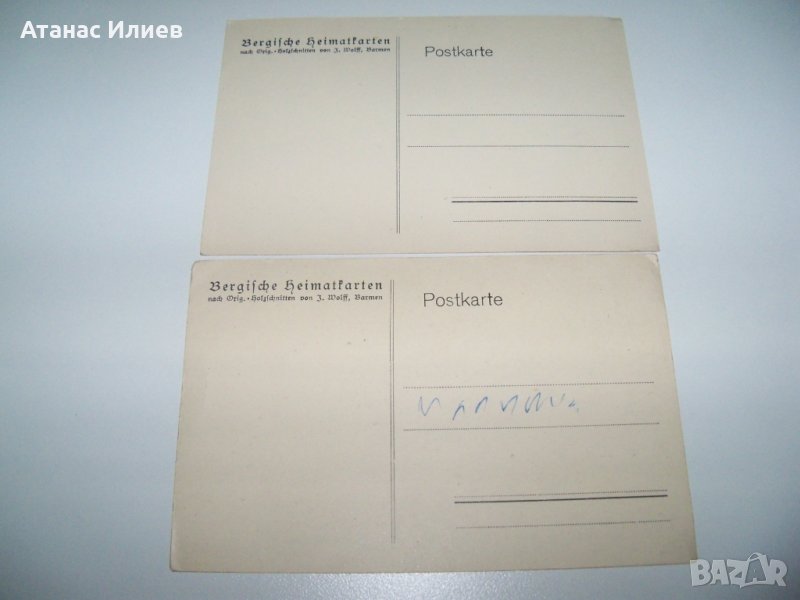 Атанас Илиев
Bergische Heimatkarten
nach Orig.-Holzschnitten von J. Wolff, Barmen
Postkarte
Bergische Heimatkarten
nach Orig.-Holzschnitten von J. Wolff, Barmen
Postkarte
BAZAR